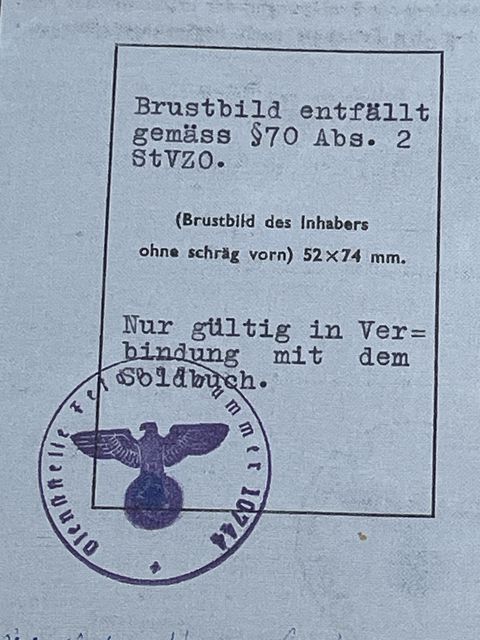 Brustbild entfällt
gemäss §70 Abs. 2
StVZO.
(Brustbild des Inhabers
ohne schräg vorn) 52×74 mm.
Nur gültig in Ver=
bindung mit dem
Soldbuch.
Dienststelle Feldpostnummer 10744